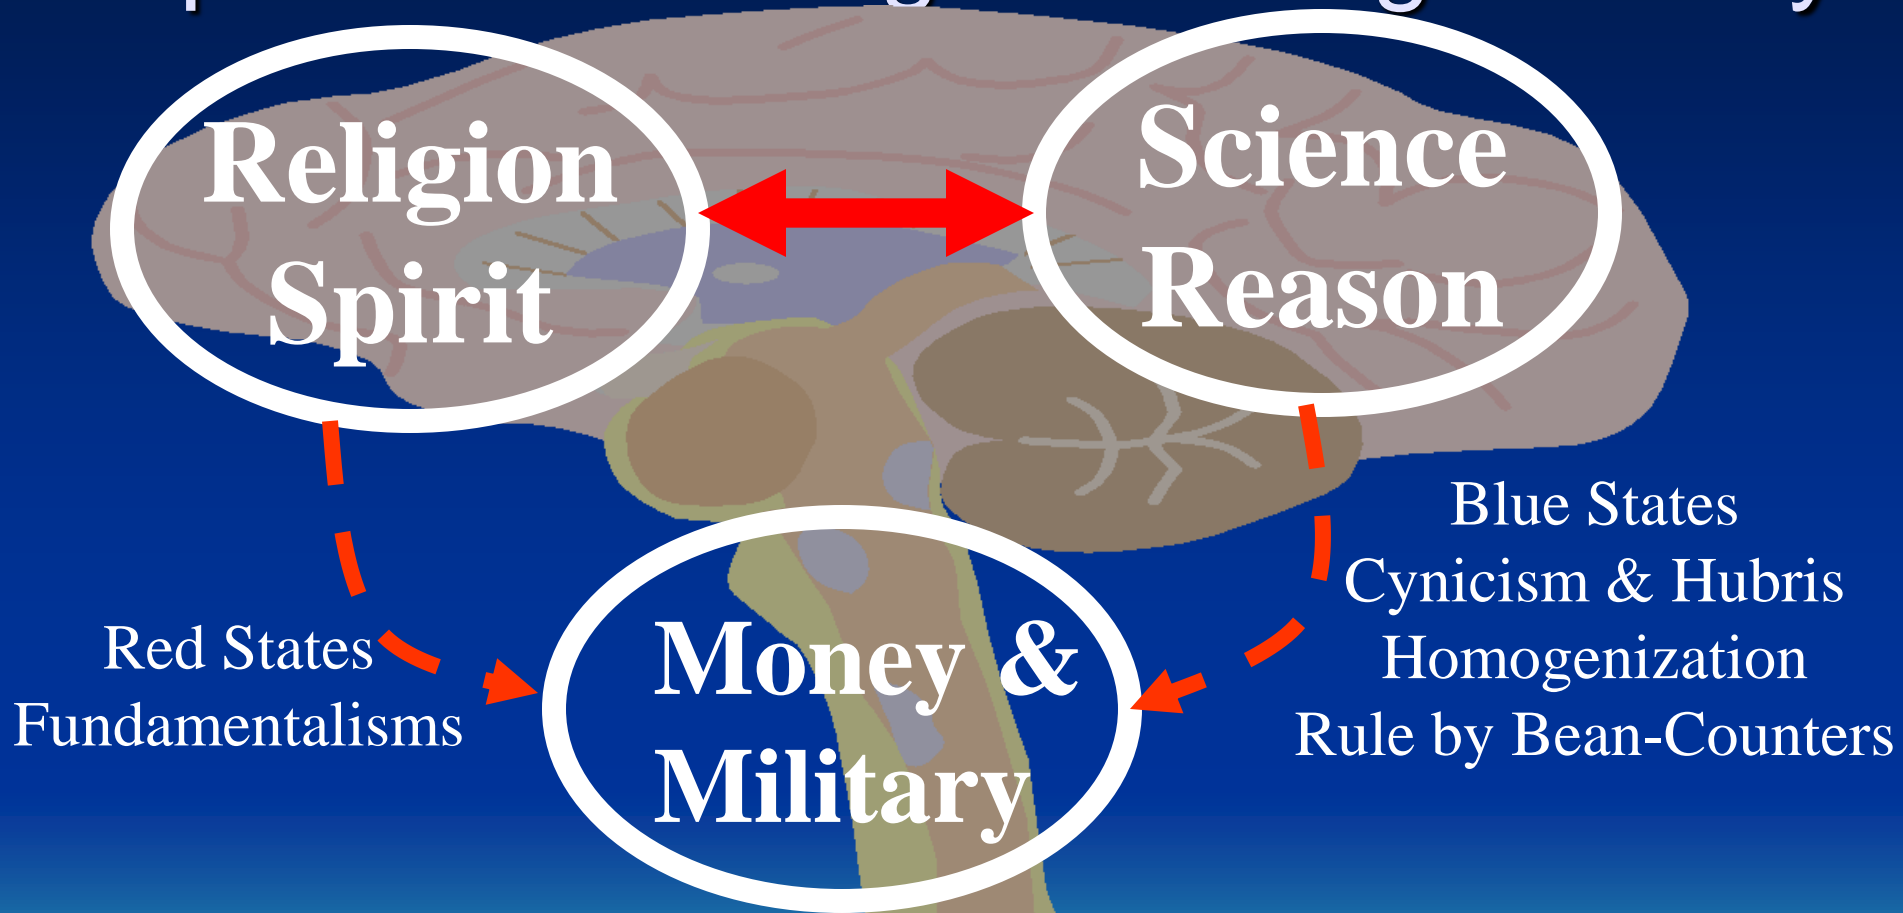 Religion
Spirit
Science
Reason
Red States
Fundamentalisms
Money &
Military
Blue States
Cynicism & Hubris
Homogenization
Rule by Bean-Counters